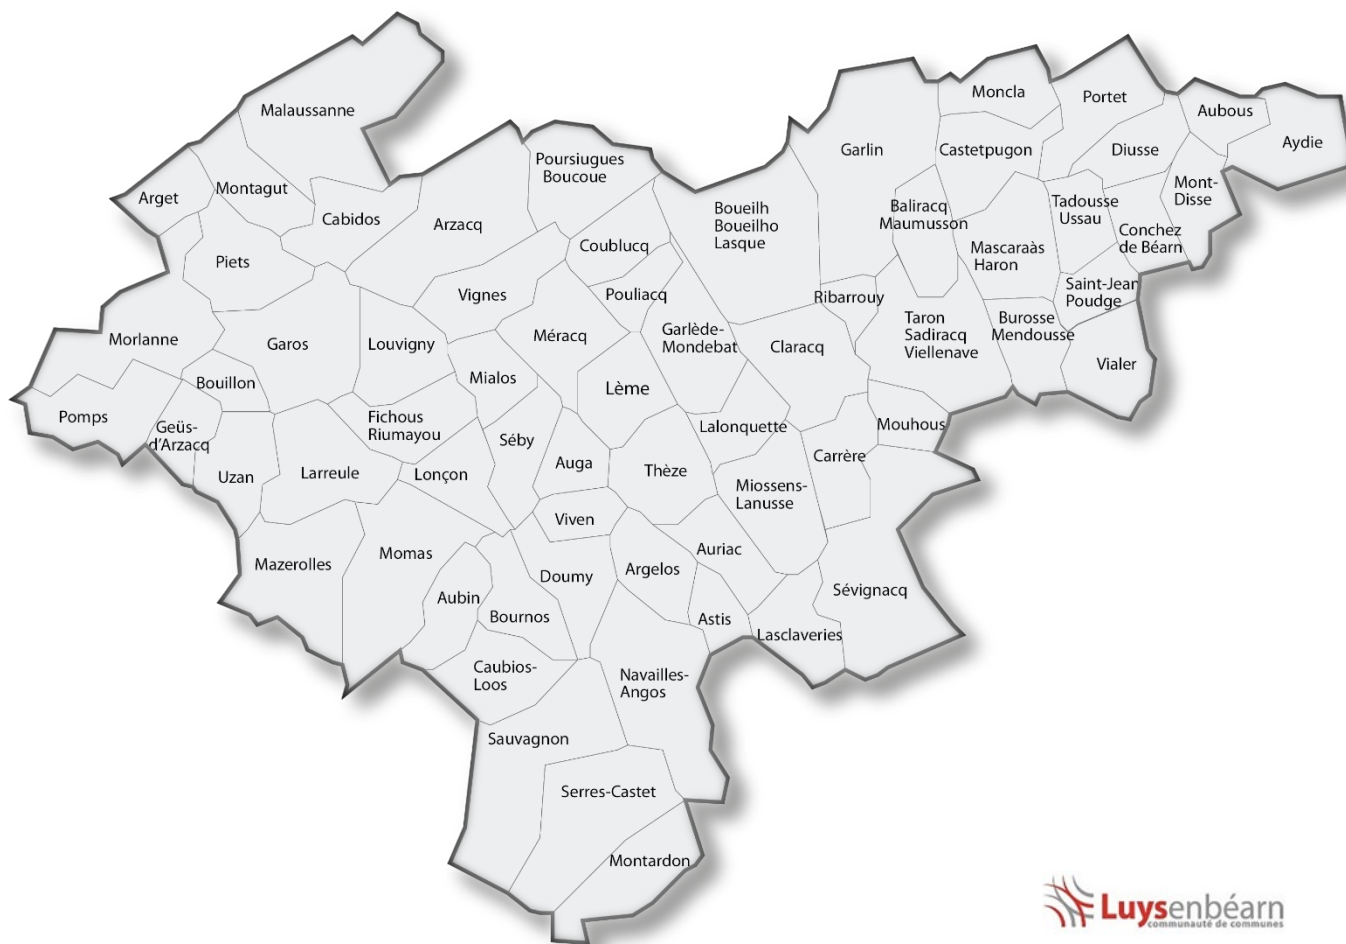 Malaussanne
Arget
Montagut
Cabidos
Arzacq
Poursiugues
Boucoue
Piets
Coublucq
Vignes
Pouliacq
Boueilh
Boueilho
Lasque
Garlin
Moncla
Portet
Aubous
Castetpugon
Diusse
Aydie
Baliracq
Maumusson
Tadousse
Ussau
Mont-
Disse
Mascaraàs
Haron
Conchez
de Béarn
Saint-Jean
Poudge
Ribarrouy
Taron
Sadiracq
Viellenave
Burosse
Mendousse
Vialer
Morlanne
Garos
Louvigny
Méracq
Garlède-
Mondebat
Claracq
Bouillon
Mialos
Lème
Pomps
Geüs-
d'Arzacq
Fichous
Riumayou
Séby
Lalonquette
Mouhous
Uzan
Larreule
Lonçon
Auga
Thèze
Miossens-
Lanusse
Carrère
Viven
Mazerolles
Momas
Doumy
Argelos
Auriac
Sévignacq
Aubin
Bournos
Astis
Lasclaveries
Caubios-
Loos
Navailles-
Angos
Sauvagnon
Serres-Castet
Montardon
Luysenbéarn
communauté de communes